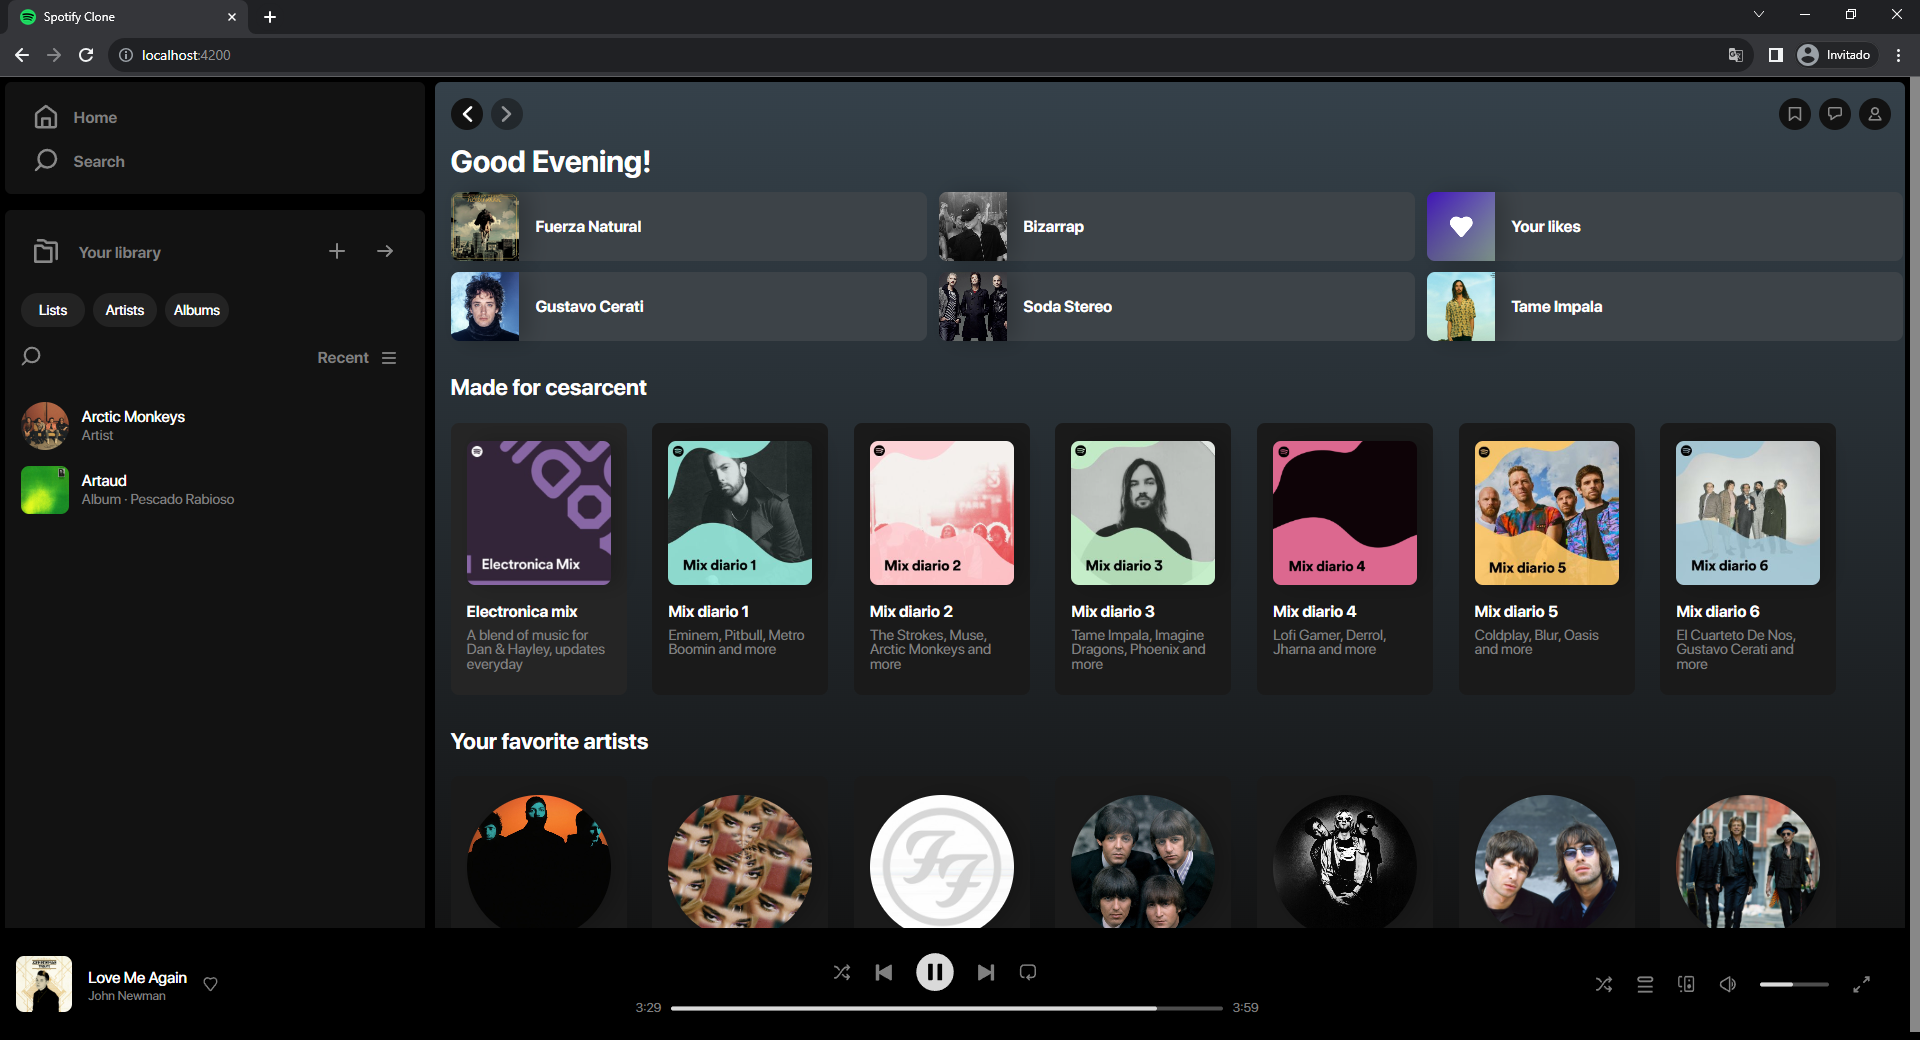 Spotify Clone
localhost:4200
Invitado
Home
Search
Your library
Lists
Artists
Albums
Recent
Arctic Monkeys
Artist
Artaud
Album · Pescado Rabioso
Good Evening!
Fuerza Natural
Bizarrap
Your likes
Gustavo Cerati
Soda Stereo
Tame Impala
Made for cesarcent
Electronica Mix
Electronica mix
A blend of music for
Dan & Hayley, updates
everyday
Mix diario 1
Mix diario 1
Eminem, Pitbull, Metro
Boomin and more
Mix diario 2
Mix diario 2
The Strokes, Muse,
Arctic Monkeys and
more
Mix diario 3
Mix diario 3
Tame Impala, Imagine
Dragons, Phoenix and
more
Mix diario 4
Mix diario 4
Lofi Gamer, Derrol,
Jharna and more
Mix diario 5
Mix diario 5
Coldplay, Blur, Oasis
and more
Mix diario 6
Mix diario 6
El Cuarteto De Nos,
Gustavo Cerati and
more
Your favorite artists
FF
Love Me Again
John Newman
3:29
3:59